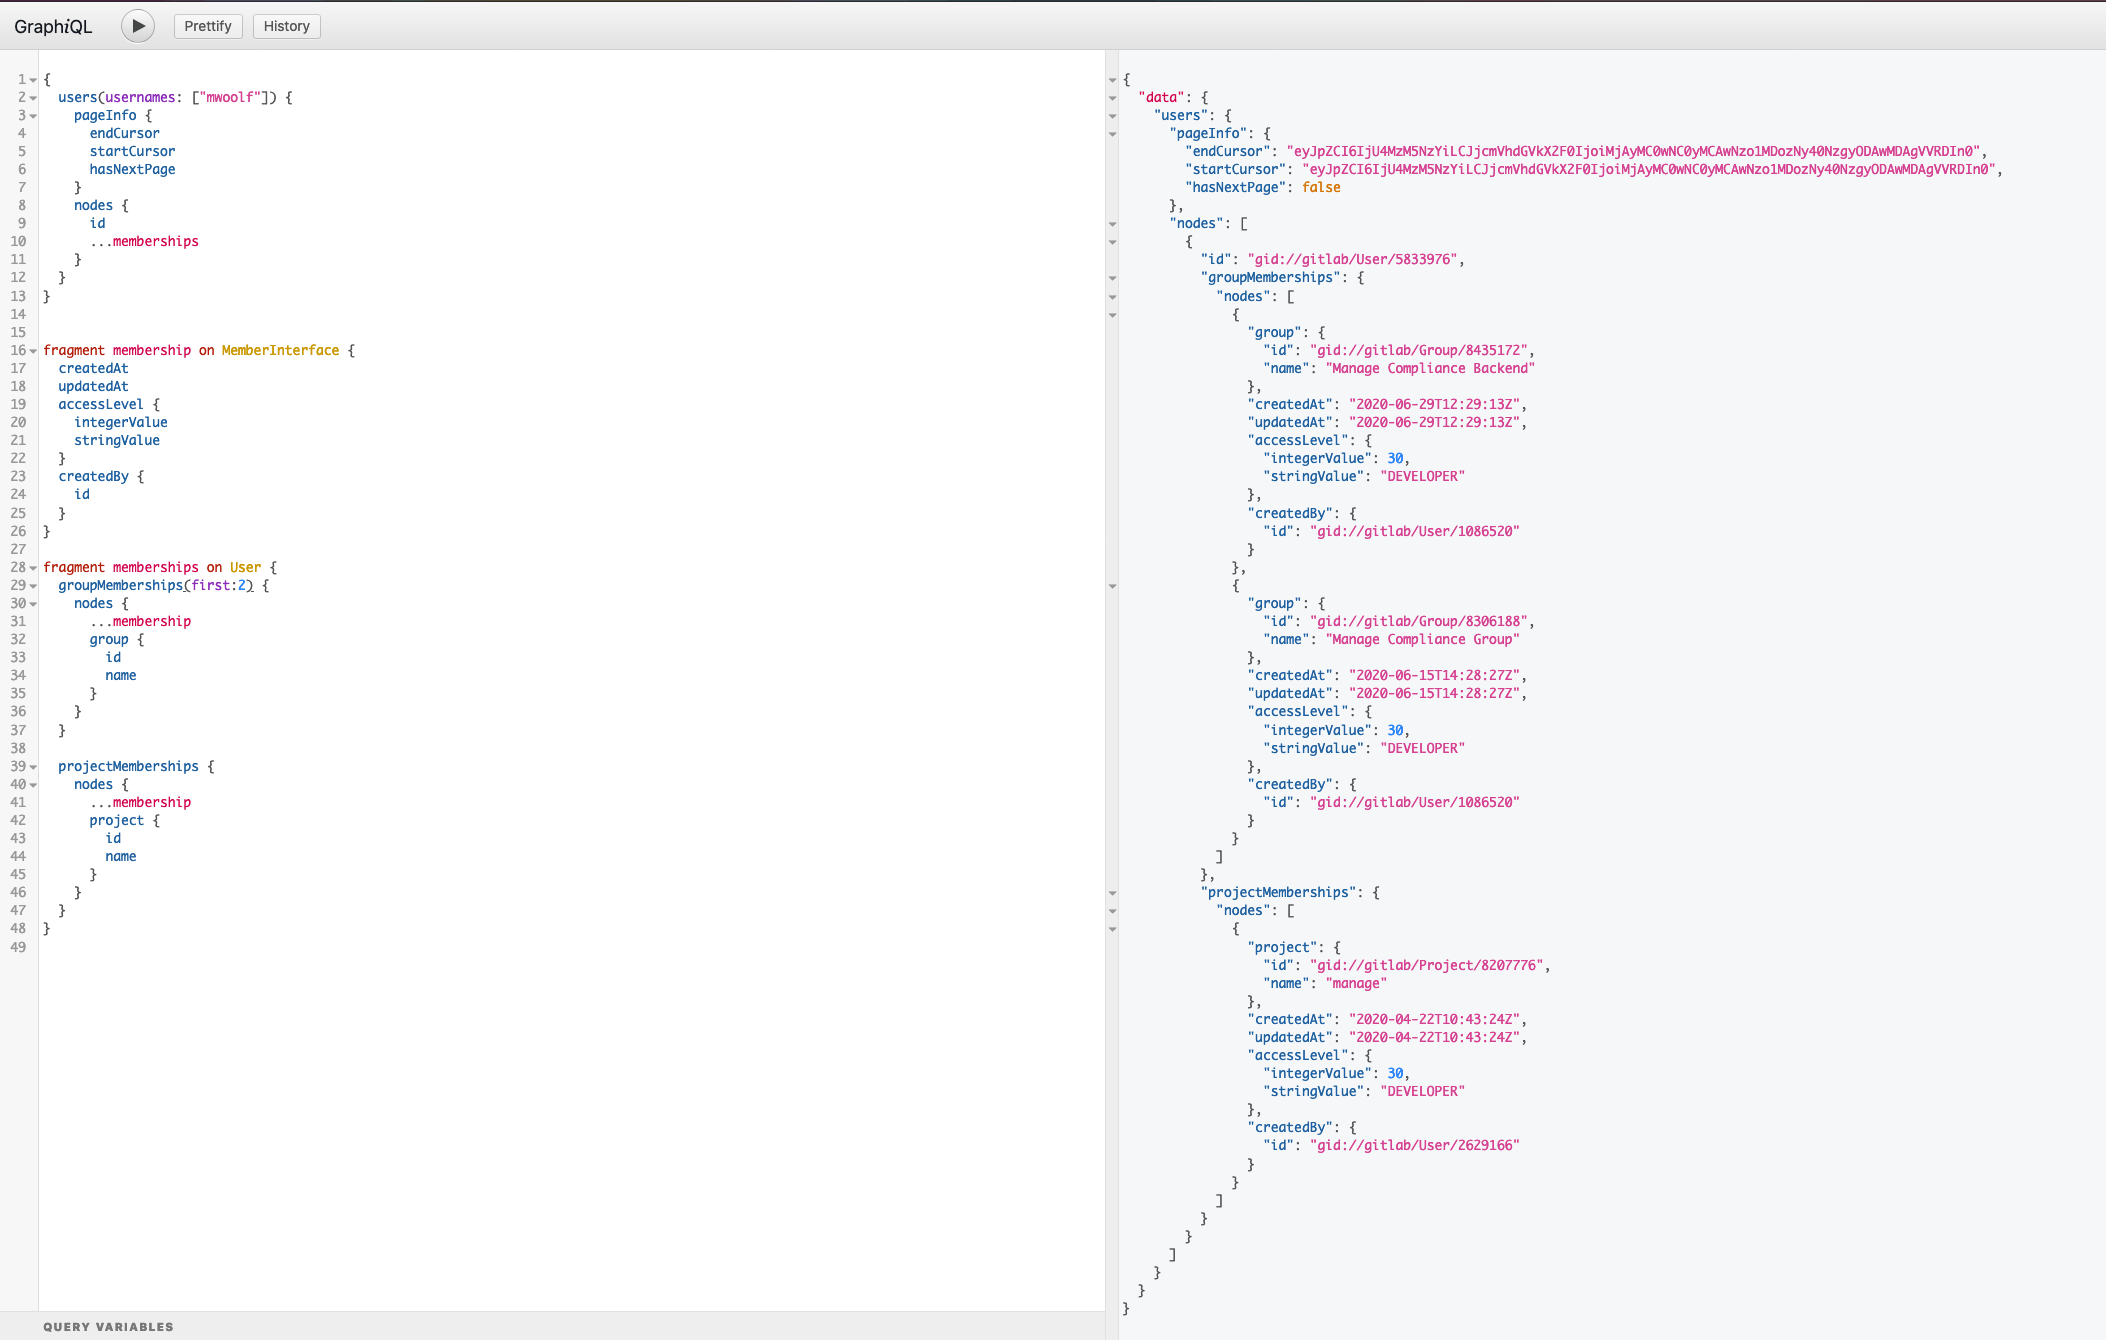 GraphiQL
Prettify
History
1 {
2 users(usernames: ["mwoolf"]) {
3 pageInfo {
4 endCursor
5 startCursor
6 hasNextPage
7 }
8 nodes {
9 id
10 ...memberships
11 }
12 }
13 }
14
15
16 fragment membership on MemberInterface {
17 createdAt
18 updatedAt
19 accessLevel {
20 integerValue
21 stringValue
22 }
23 createdBy {
24 id
25 }
26 }
27
28 fragment memberships on User {
29 groupMemberships(first:2) {
30 nodes {
31 ...membership
32 group {
33 id
34 name
35 }
36 }
37 }
38
39 projectMemberships {
40 nodes {
41 ...membership
42 project {
43 id
44 name
45 }
46 }
47 }
48 }
49
QUERY VARIABLES
{
"data": {
"users": {
"pageInfo": {
"endCursor": "eyJpZCI6IjU4MzM5NzYiLCJjcmVhdGVkX2F0IjoiMjAyMC0wNC0yMCAwNzo1MDozNy40NzgyODAwMDAgVVRDIn0",
"startCursor": "eyJpZCI6IjU4MzM5NzYiLCJjcmVhdGVkX2F0IjoiMjAyMC0wNC0yMCAwNzo1MDozNy40NzgyODAwMDAgVVRDIn0",
"hasNextPage": false
},
"nodes": [
{
"id": "gid://gitlab/User/5833976",
"groupMemberships": {
"nodes": [
{
"group": {
"id": "gid://gitlab/Group/8435172",
"name": "Manage Compliance Backend"
},
"createdAt": "2020-06-29T12:29:13Z",
"updatedAt": "2020-06-29T12:29:13Z",
"accessLevel": {
"integerValue": 30,
"stringValue": "DEVELOPER"
},
"createdBy": {
"id": "gid://gitlab/User/1086520"
}
},
{
"group": {
"id": "gid://gitlab/Group/8306188",
"name": "Manage Compliance Group"
},
"createdAt": "2020-06-15T14:28:27Z",
"updatedAt": "2020-06-15T14:28:27Z",
"accessLevel": {
"integerValue": 30,
"stringValue": "DEVELOPER"
},
"createdBy": {
"id": "gid://gitlab/User/1086520"
}
}
]
},
"projectMemberships": {
"nodes": [
{
"project": {
"id": "gid://gitlab/Project/8207776",
"name": "manage"
},
"createdAt": "2020-04-22T10:43:24Z",
"updatedAt": "2020-04-22T10:43:24Z",
"accessLevel": {
"integerValue": 30,
"stringValue": "DEVELOPER"
},
"createdBy": {
"id": "gid://gitlab/User/2629166"
}
}
]
}
}
]
}
}
}